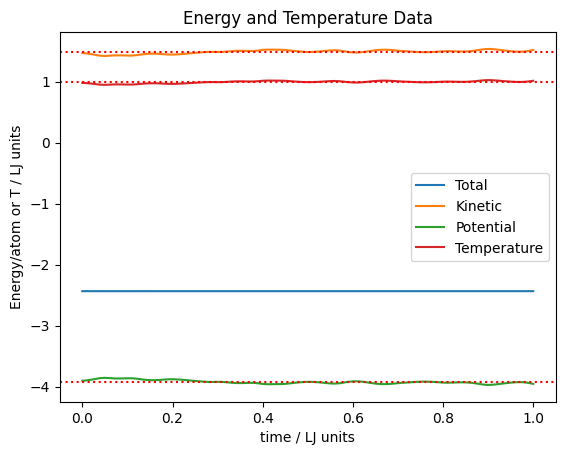 Energy and Temperature Data
Energy/atom or T / LJ units
1
0
−1
−2
−3
−4
Total
Kinetic
Potential
Temperature
0.0 0.2 0.4 0.6 0.8 1.0
time / LJ units